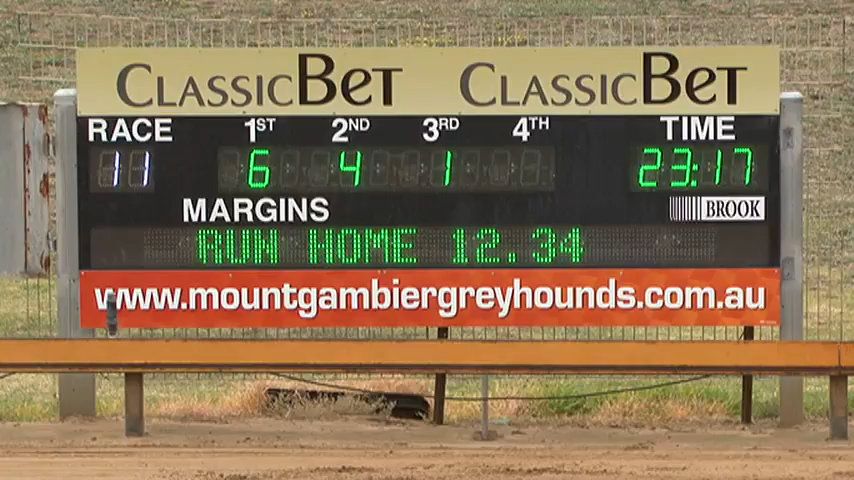 CLASSICBET CLASSICBET
RACE 1ST 2ND 3RD 4TH TIME
11 6 4 1 23:17
MARGINS BROOK
RUN HOME 12.34
www.mountgambiergreyhounds.com.au